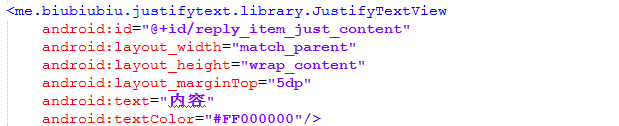 <me.biubiubiu.justifytext.library.JustifyTextView
android:id="@+id/reply_item_just_content"
android:layout_width="match_parent"
android:layout_height="wrap_content"
android:layout_marginTop="5dp"
android:text="内容"
android:textColor="#FF000000"/>